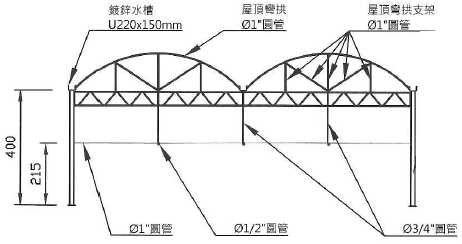 鍍鋅水槽
U220x150mm
屋頂彎拱
Ø1"圓管
屋頂彎拱支架
Ø1"圓管
400
215
Ø1"圓管
Ø1/2"圓管
Ø3/4"圓管